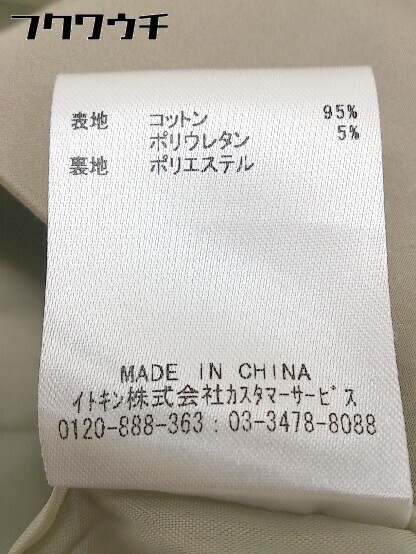 フクワウチ
表地 コットン 95%
ポリウレタン 5%
裏地 ポリエステル
MADE IN CHINA
イトキン株式会社カスタマーサービス
0120-888-363 : 03-3478-8088